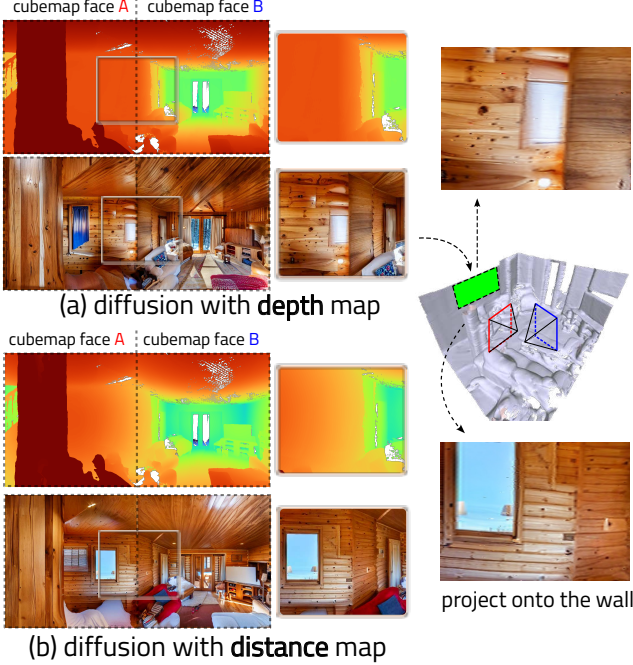 cubemap face A cubemap face B
(a) diffusion with depth map
cubemap face A cubemap face B
project onto the wall
(b) diffusion with distance map